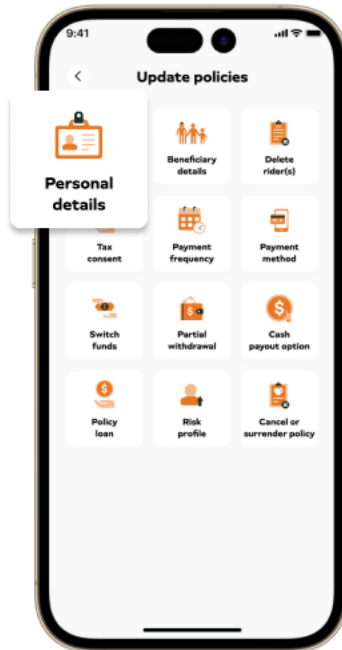 9:41
Update policies
Personal
details
Beneficiary
details
Delete
rider(s)
Tax
consent
Payment
frequency
Payment
method
Switch
funds
Partial
withdrawal
Cash
payout option
Policy
loan
Risk
profile
Cancel or
surrender policy